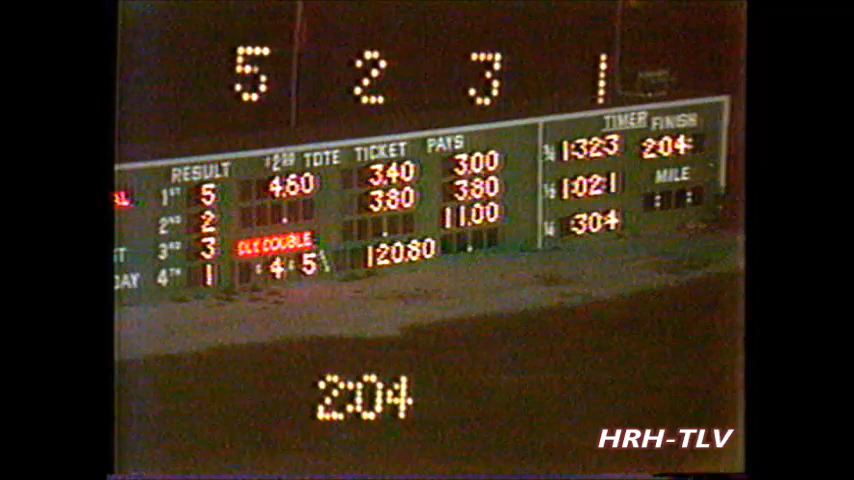 5 2 3 1
TIMER FINISH
RESULT $2.00 TOTE TICKET PAYS
AL 1ST 5 4.60 3.40 3.00
2ND 2 3.80 3.80
3RD 3 DLY DOUBLE 11.00
DAY 4TH 1 4 5 120.80
3/4 1:323 2:04
1/2 1:021 MILE
1/4 :304
2:04
HRH-TLV